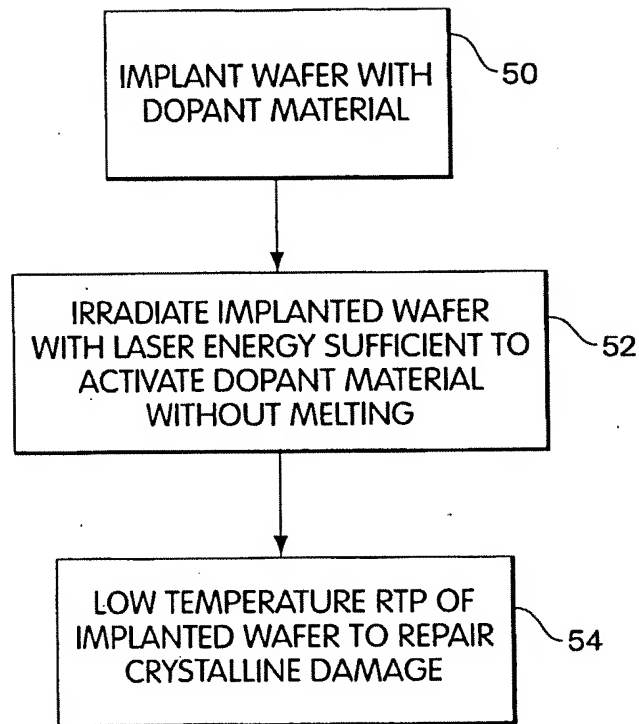 IMPLANT WAFER WITH
DOPANT MATERIAL
50
IRRADIATE IMPLANTED WAFER
WITH LASER ENERGY SUFFICIENT TO
ACTIVATE DOPANT MATERIAL
WITHOUT MELTING
52
LOW TEMPERATURE RTP OF
IMPLANTED WAFER TO REPAIR
CRYSTALLINE DAMAGE
54